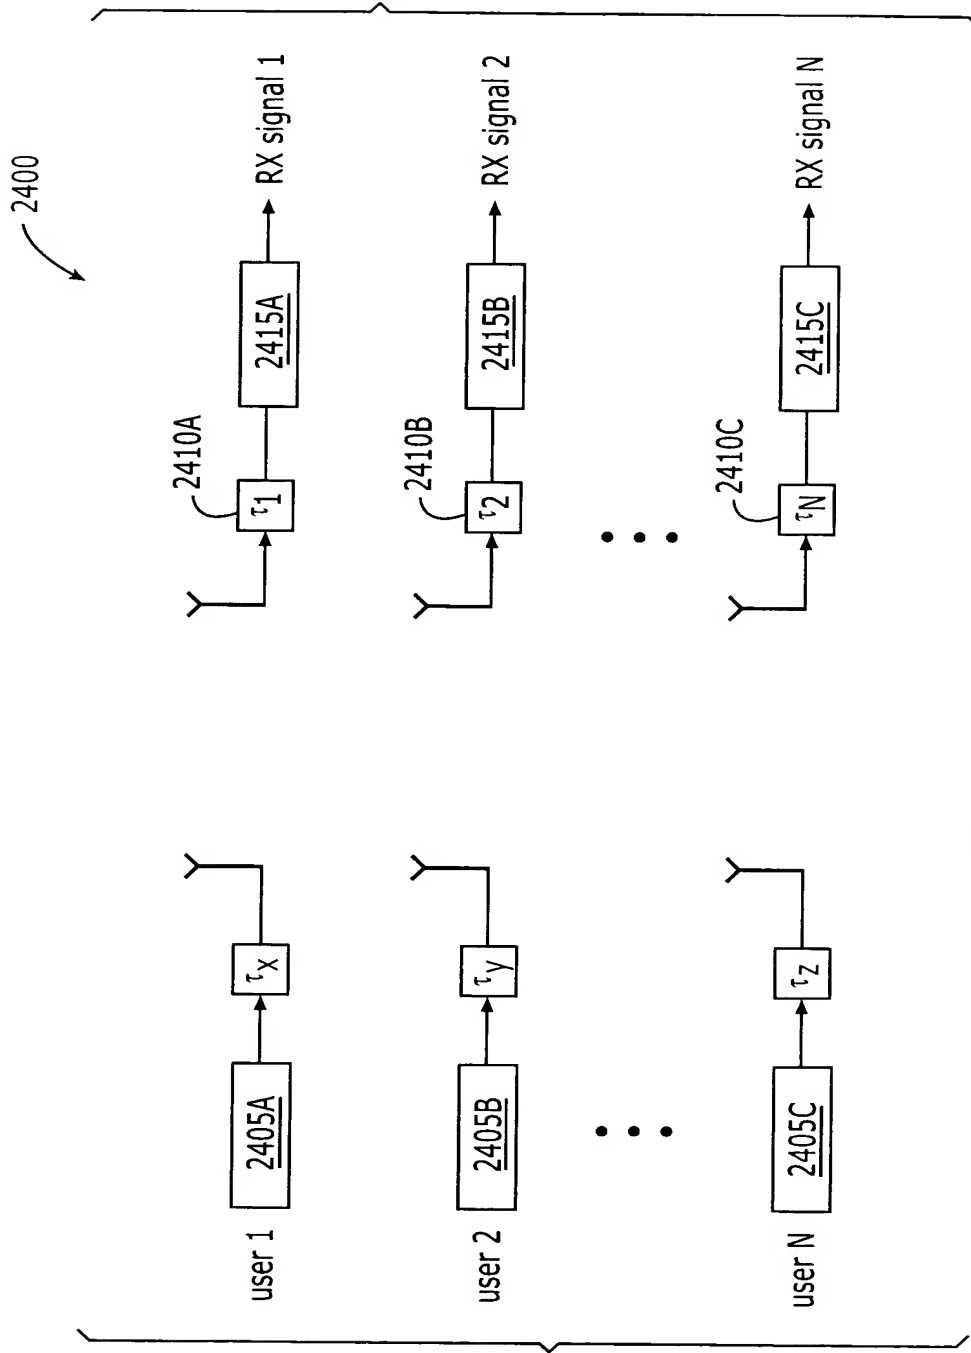 2400
user 1
2405A
τx
2410A
τ1
2415A
RX signal 1
user 2
2405B
τy
2410B
τ2
2415B
RX signal 2
user N
2405C
τz
2410C
τN
2415C
RX signal N